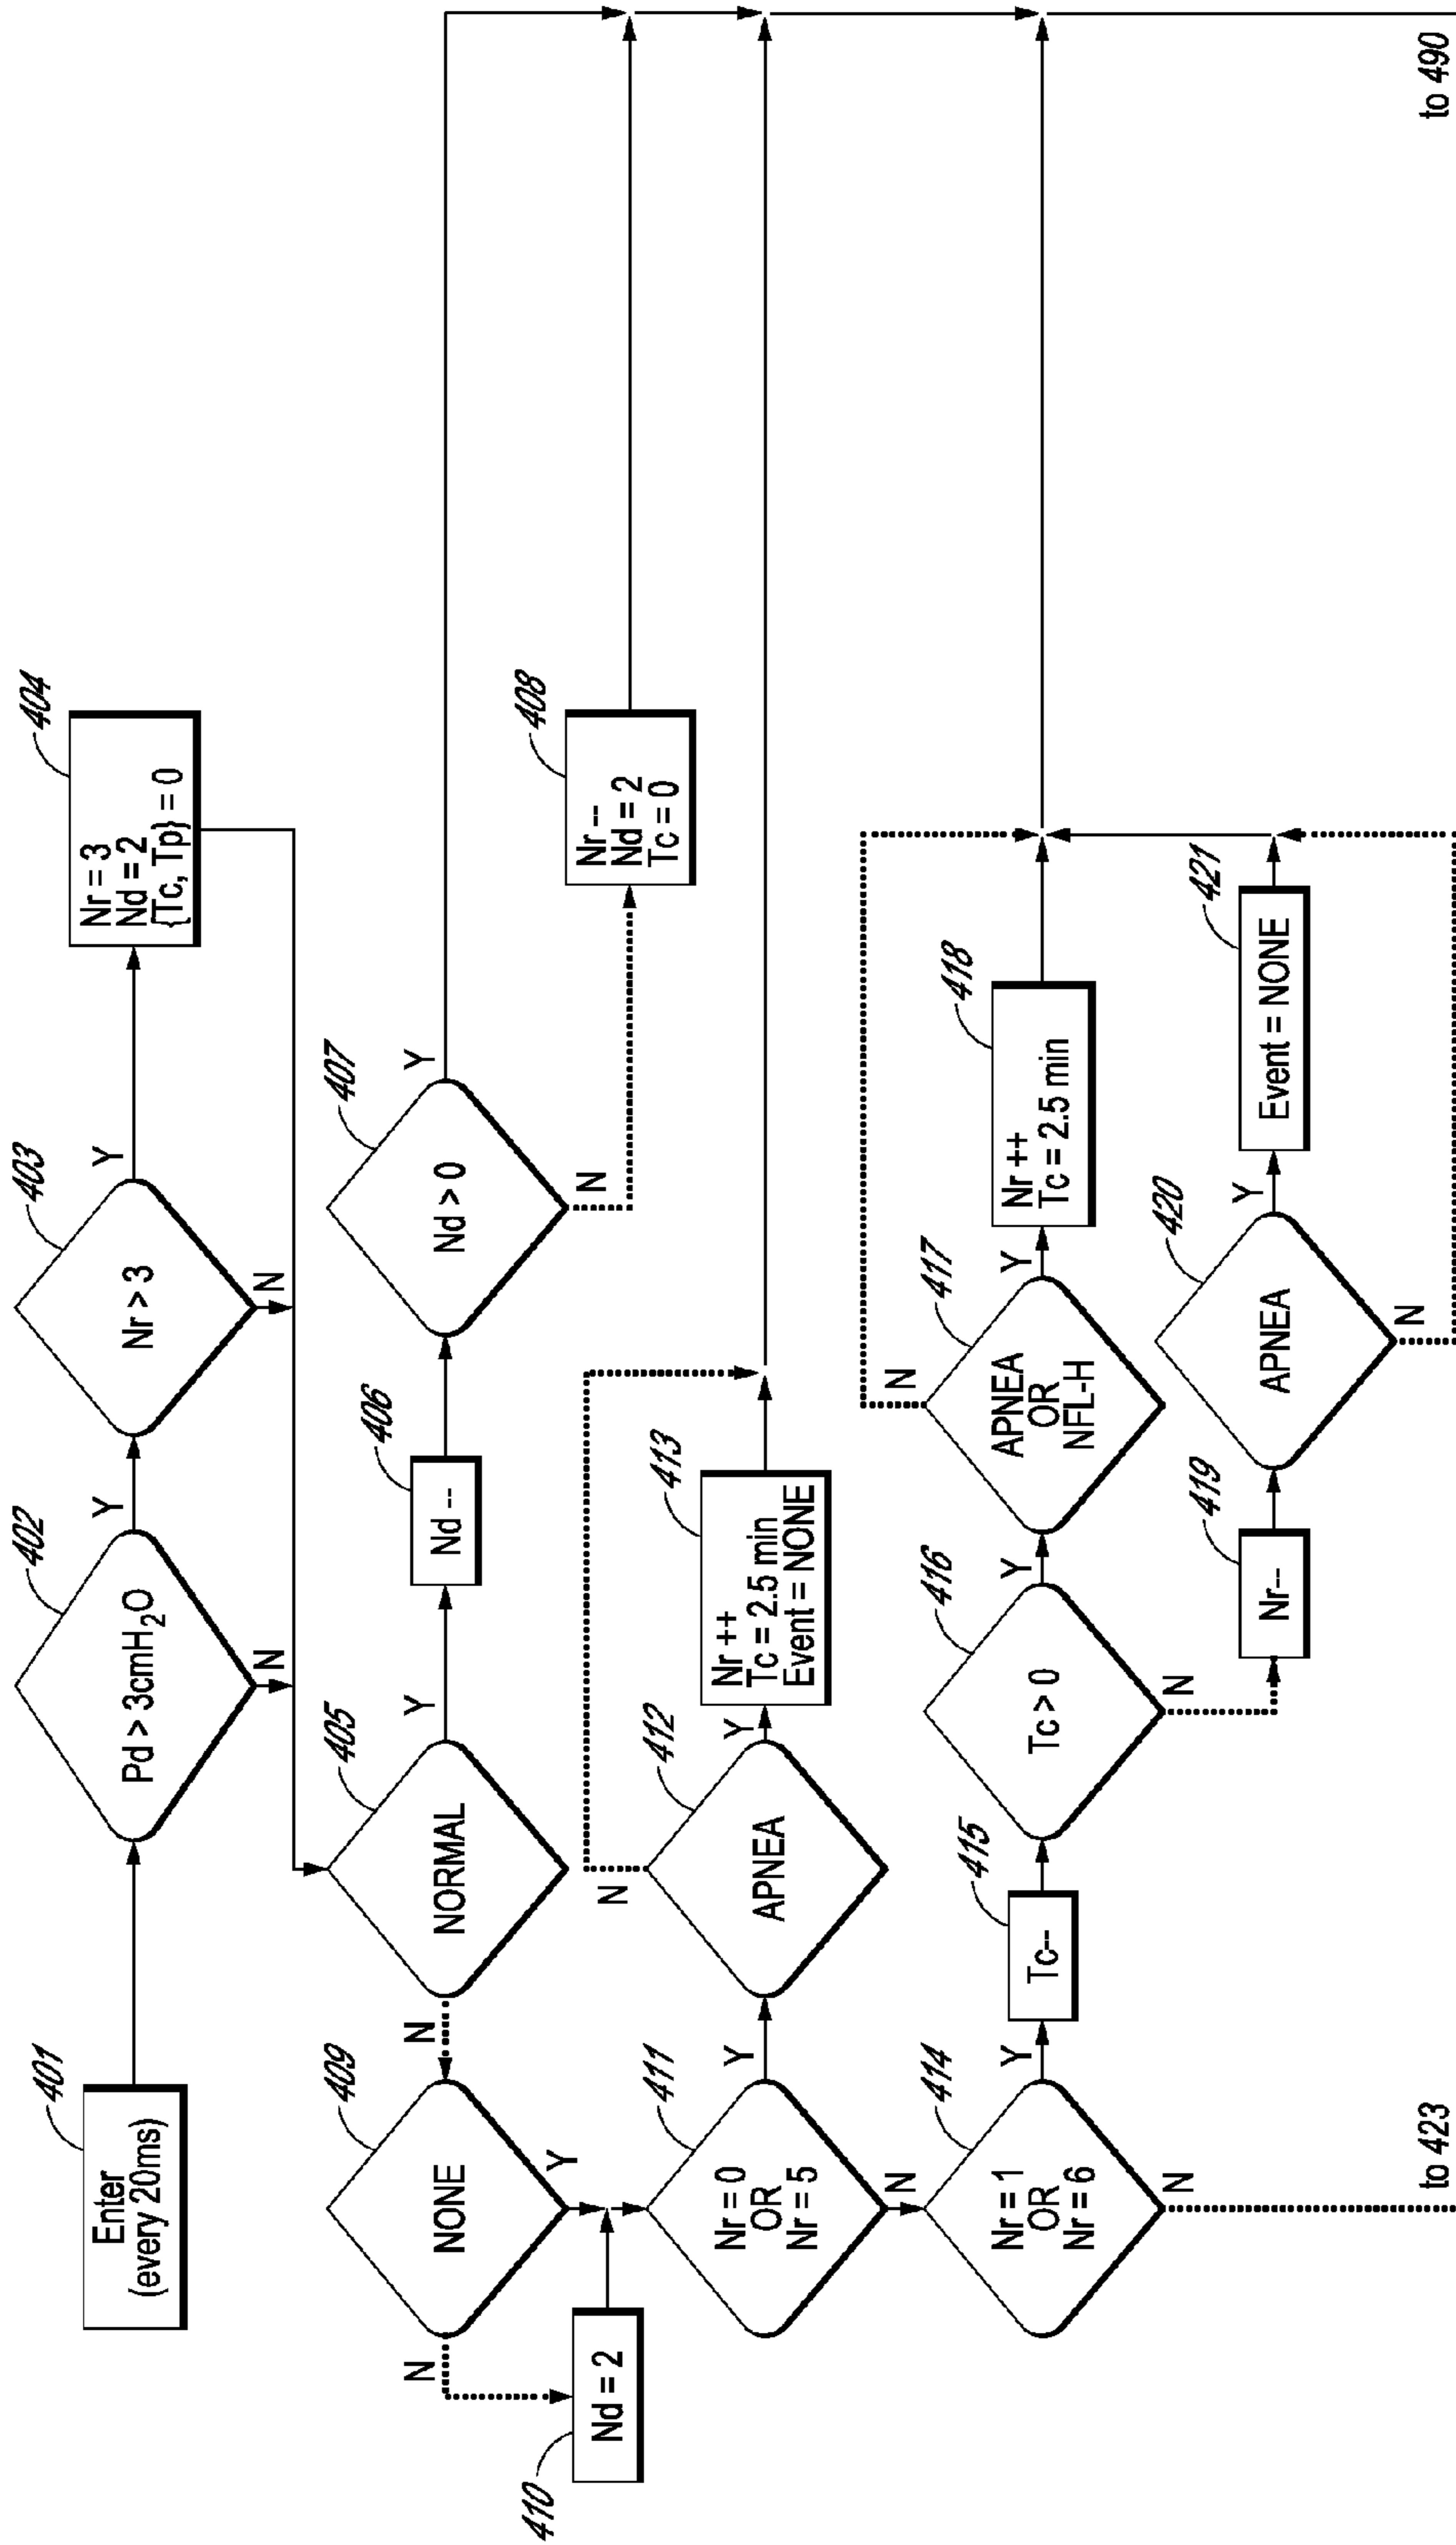 401
Enter
(every 20ms)
402
Pd > 3cmH₂O
Y
N
403
Nr > 3
Y
N
404
Nr = 3
Nd = 2
{Tc, Tp} = 0
405
NORMAL
Y
N
406
Nd --
407
Nd > 0
Y
N
408
Nr --
Nd = 2
Tc = 0
409
NONE
N
Y
410
Nd = 2
411
Nr = 0
OR
Nr = 5
Y
N
412
APNEA
N
Y
413
Nr ++
Tc = 2.5 min
Event = NONE
414
Nr = 1
OR
Nr = 6
Y
N
415
Tc--
416
Tc > 0
Y
N
417
APNEA
OR
NFL-H
N
Y
418
Nr ++
Tc = 2.5 min
419
Nr--
420
APNEA
Y
N
421
Event = NONE
to 423
to 490